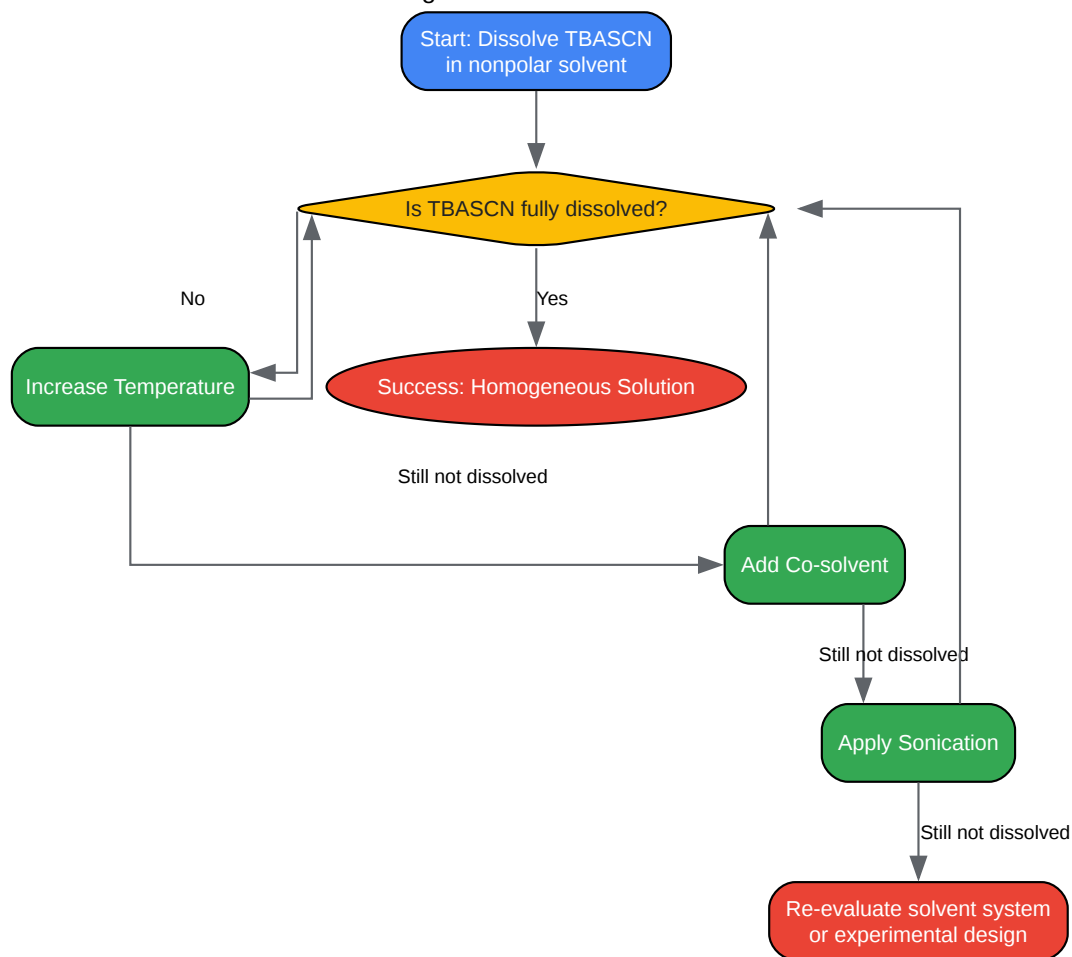 Start: Dissolve TBASCN
in nonpolar solvent
Is TBASCN fully dissolved?
No
Yes
Increase Temperature
Success: Homogeneous Solution
Still not dissolved
Add Co-solvent
Still not dissolved
Apply Sonication
Still not dissolved
Re-evaluate solvent system
or experimental design